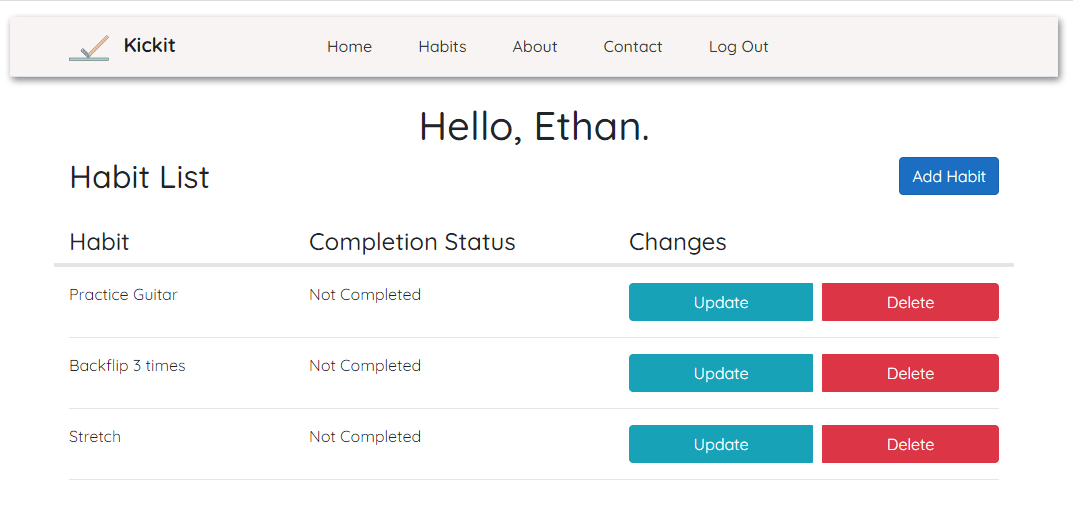 Kickit Home Habits About Contact Log Out
Hello, Ethan.
Habit List Add Habit
Habit Completion Status Changes
Practice Guitar Not Completed Update Delete
Backflip 3 times Not Completed Update Delete
Stretch Not Completed Update Delete